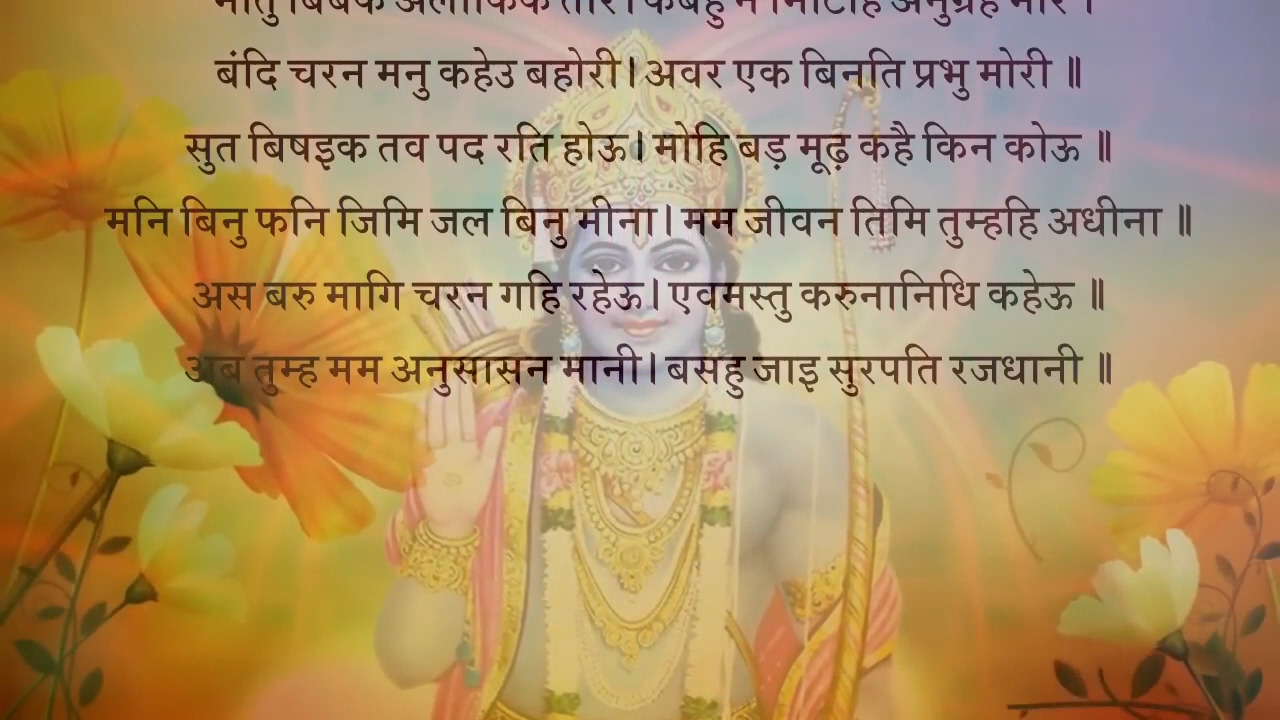 बंदि चरन मनु कहेउ बहोरी। अवर एक बिनति प्रभु मोरी ॥
सुत बिषइक तव पद रति होऊ। मोहि बड़ मूढ़ कहै किन कोऊ ॥
मनि बिनु फनि जिमि जल बिनु मीना। मम जीवन तिमि तुम्हहि अधीना ॥
अस बरु मागि चरन गहि रहेऊ। एवमस्तु करुनानिधि कहेऊ ॥
अब तुम्ह मम अनुसासन मानी। बसहु जाइ सुरपति रजधानी ॥